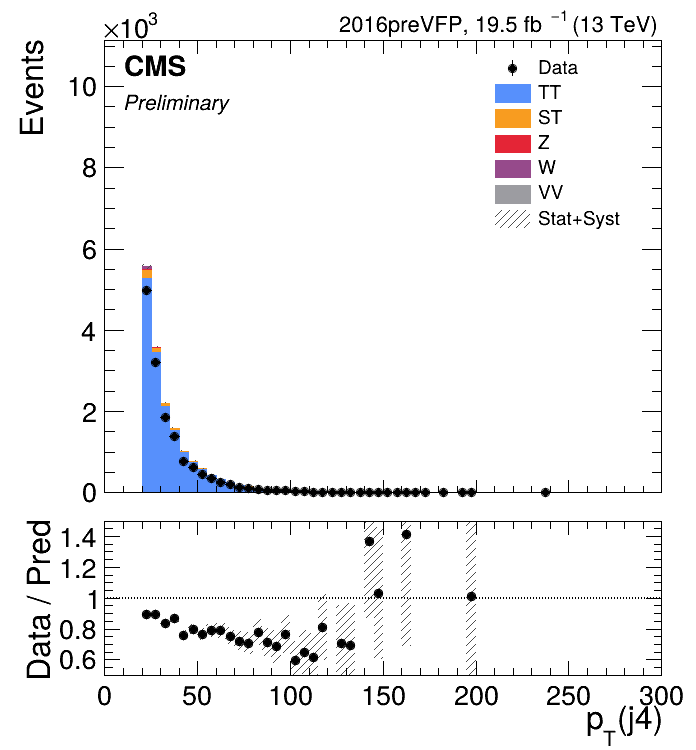 ×10³ 2016preVFP, 19.5 fb ⁻¹ (13 TeV)
CMS
Preliminary
Events
10
8
6
4
2
0
Data
TT
ST
Z
W
VV
Stat+Syst
Data / Pred
1.4
1.2
1
0.8
0.6
0 50 100 150 200 250 300
p_T(j4)